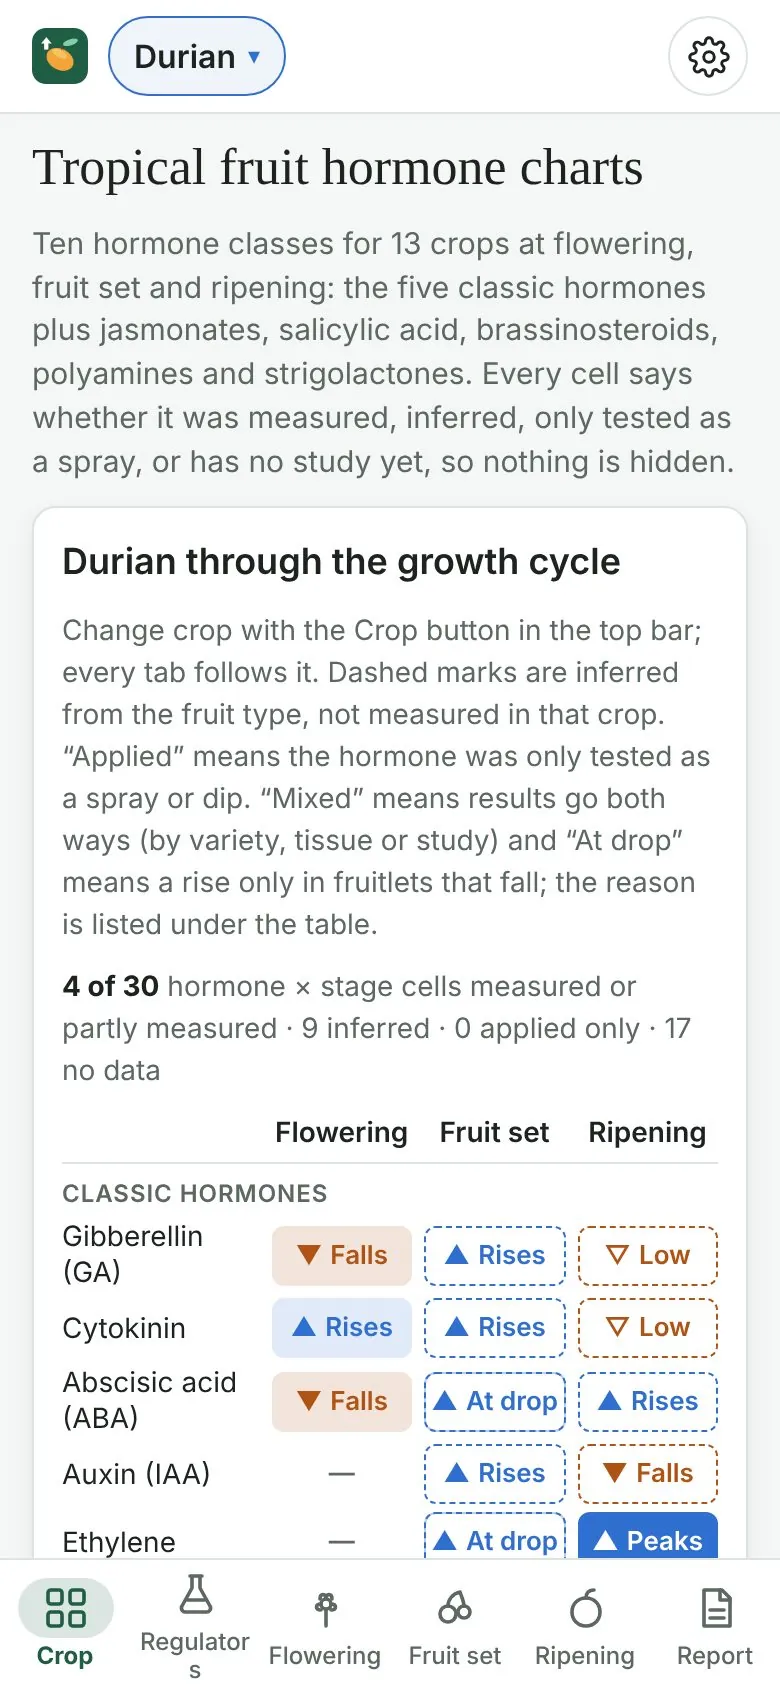 Durian ▾
Tropical fruit hormone charts
Ten hormone classes for 13 crops at flowering,
fruit set and ripening: the five classic hormones
plus jasmonates, salicylic acid, brassinosteroids,
polyamines and strigolactones. Every cell says
whether it was measured, inferred, only tested as
a spray, or has no study yet, so nothing is hidden.
Durian through the growth cycle
Change crop with the Crop button in the top bar;
every tab follows it. Dashed marks are inferred
from the fruit type, not measured in that crop.
“Applied” means the hormone was only tested as
a spray or dip. “Mixed” means results go both
ways (by variety, tissue or study) and “At drop”
means a rise only in fruitlets that fall; the reason
is listed under the table.
4 of 30 hormone × stage cells measured or
partly measured · 9 inferred · 0 applied only · 17
no data
Flowering Fruit set Ripening
CLASSIC HORMONES
Gibberellin
(GA)
▼ Falls ▲ Rises ▽ Low
Cytokinin ▲ Rises ▲ Rises ▽ Low
Abscisic acid
(ABA)
▼ Falls ▲ At drop ▲ Rises
Auxin (IAA) — ▲ Rises ▼ Falls
Ethylene — ▲ At drop ▲ Peaks
Crop
Regulator
s
Flowering
Fruit set
Ripening
Report